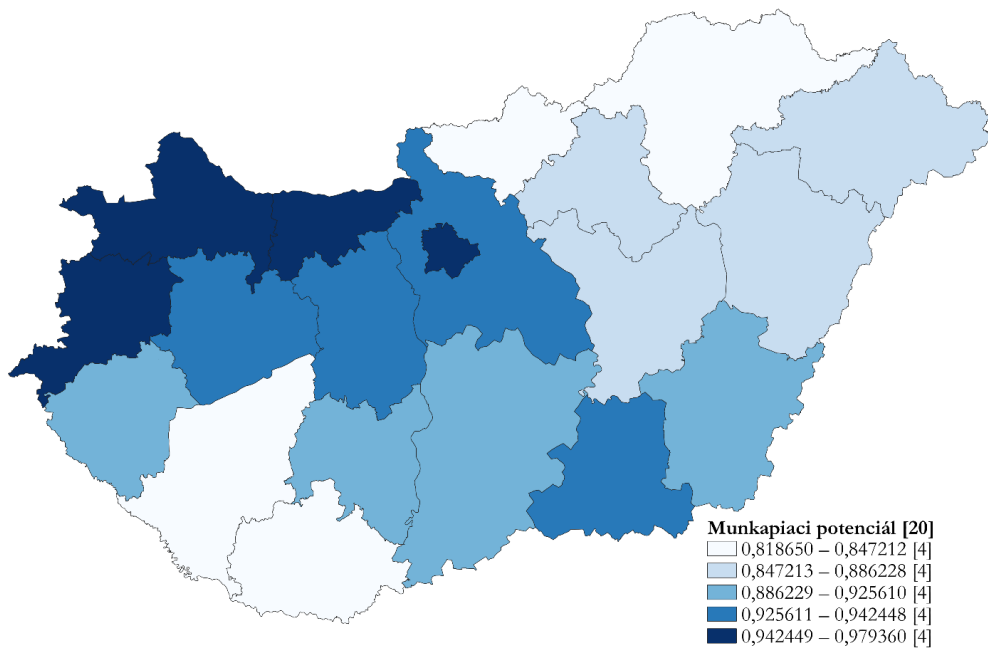 Munkapiaci potenciál [20]
0,818650 – 0,847212 [4]
0,847213 – 0,886228 [4]
0,886229 – 0,925610 [4]
0,925611 – 0,942448 [4]
0,942449 – 0,979360 [4]